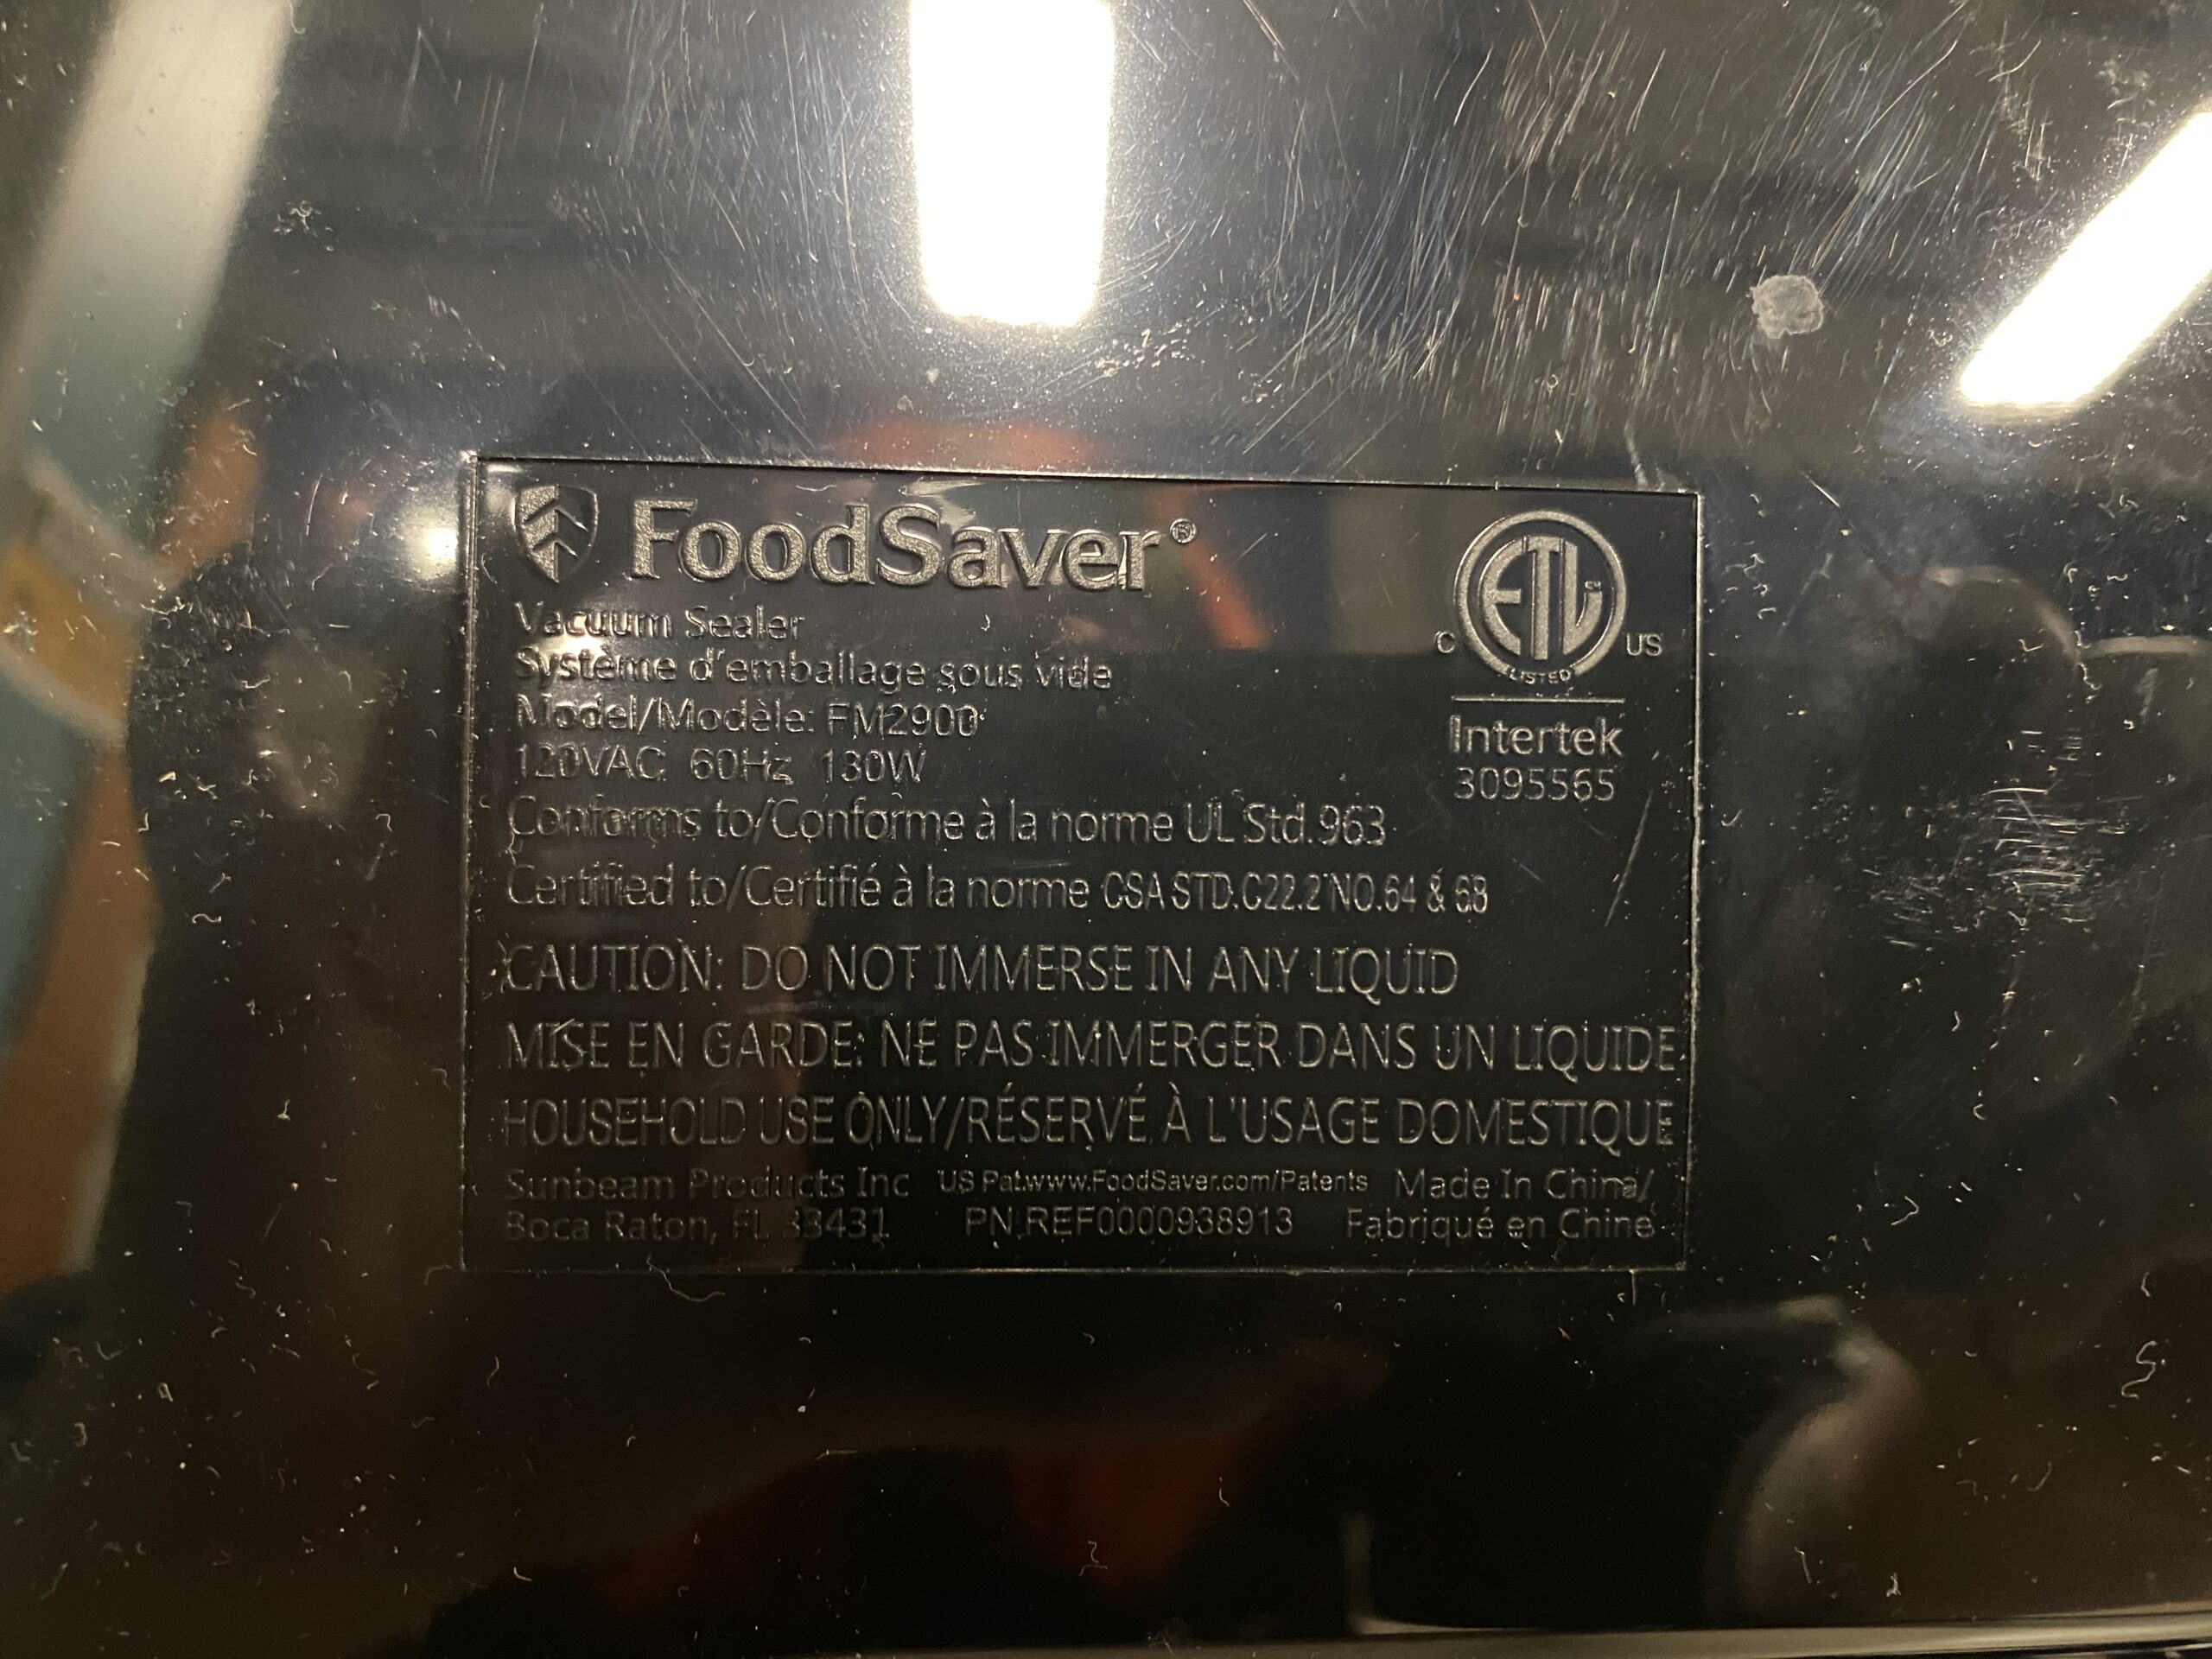 FoodSaver®
Vacuum Sealer
Système d'emballage sous vide
Model/Modèle: FM2900
120VAC 60Hz 130W
Conforms to/Conforme à la norme UL Std.963
Certified to/Certifié à la norme CSA STD.C22.2 NO.64 & 68
CAUTION: DO NOT IMMERSE IN ANY LIQUID
MISE EN GARDE: NE PAS IMMERGER DANS UN LIQUIDE
HOUSEHOLD USE ONLY/RÉSERVÉ À L'USAGE DOMESTIQUE
Sunbeam Products Inc US Pat.www.FoodSaver.com/Patents Made In China/
Boca Raton, FL 33431 PN:REF0000938913 Fabriqué en Chine
ETL
C US
LISTED
Intertek
3095565